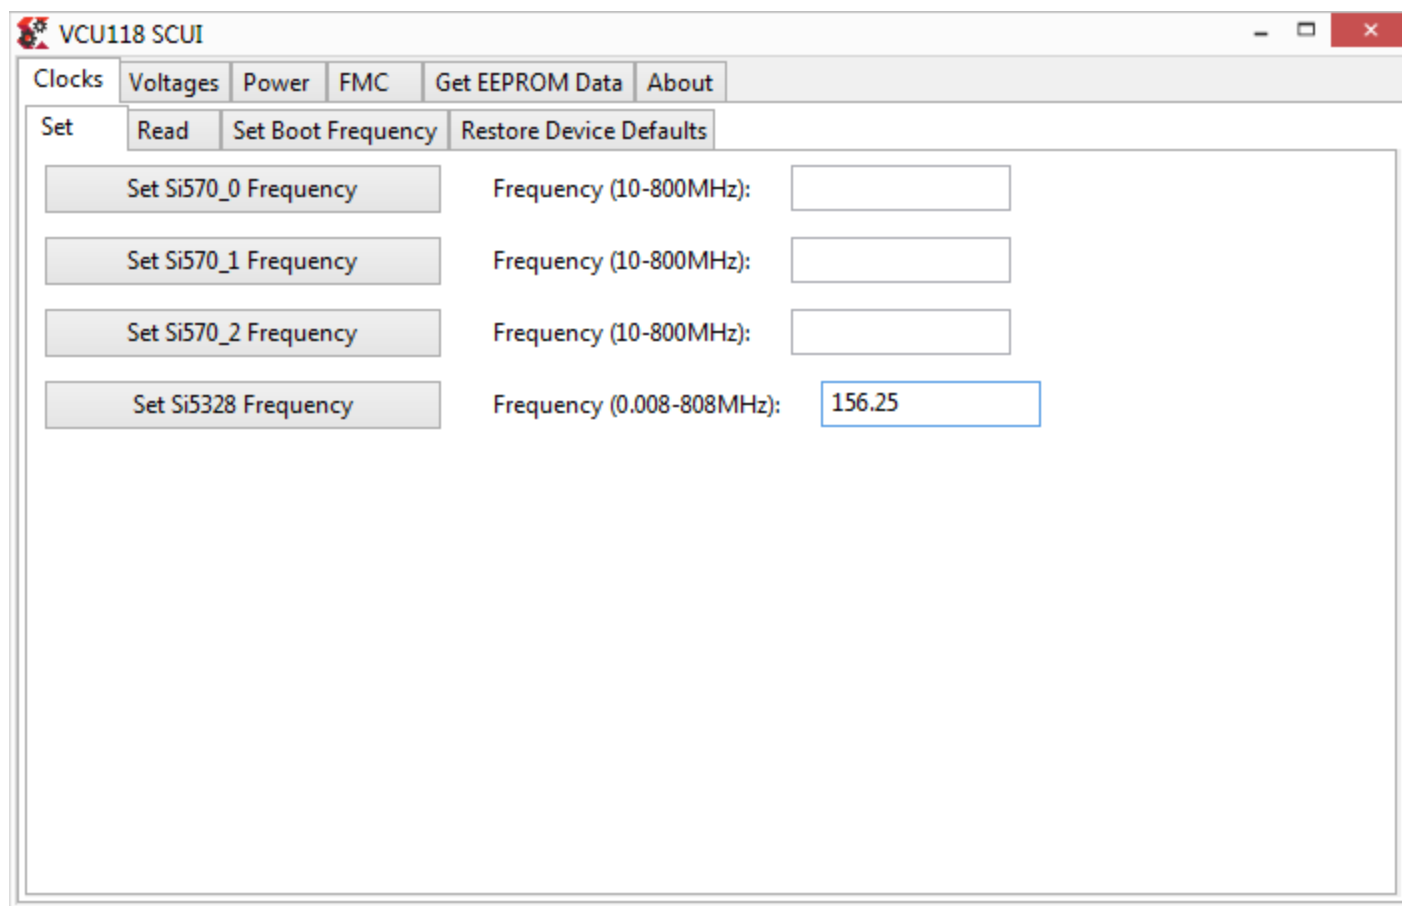 VCU118 SCUI
Clocks Voltages Power FMC Get EEPROM Data About
Set Read Set Boot Frequency Restore Device Defaults
Set Si570_0 Frequency Frequency (10-800MHz):
Set Si570_1 Frequency Frequency (10-800MHz):
Set Si570_2 Frequency Frequency (10-800MHz):
Set Si5328 Frequency Frequency (0.008-808MHz): 156.25